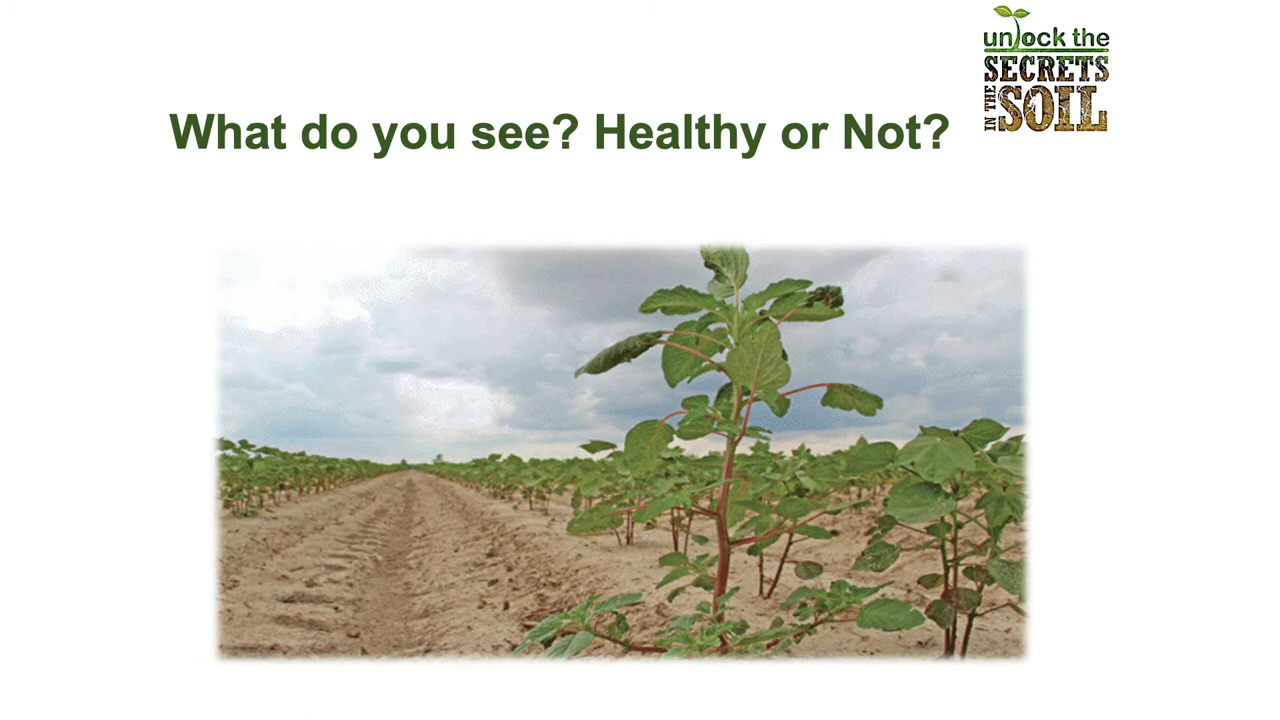 unlock the
SECRETS
IN THE
SOIL
What do you see? Healthy or Not?